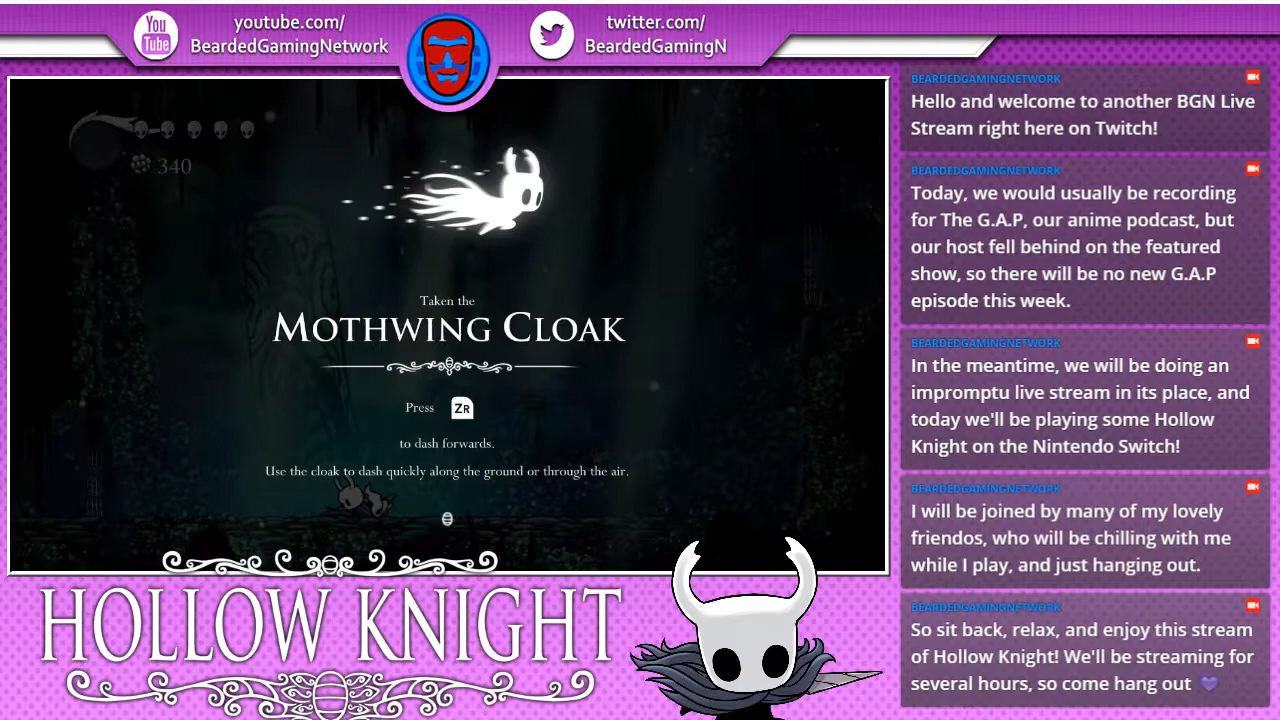 youtube.com/
BeardedGamingNetwork
You
Tube
twitter.com/
BeardedGamingN
340
Taken the
MOTHWING CLOAK
Press ZR
to dash forwards.
Use the cloak to dash quickly along the ground or through the air.
HOLLOW KNIGHT
BEARDEDGAMINGNETWORK
Hello and welcome to another BGN Live
Stream right here on Twitch!
BEARDEDGAMINGNETWORK
Today, we would usually be recording
for The G.A.P, our anime podcast, but
our host fell behind on the featured
show, so there will be no new G.A.P
episode this week.
BEARDEDGAMINGNETWORK
In the meantime, we will be doing an
impromptu live stream in its place, and
today we'll be playing some Hollow
Knight on the Nintendo Switch!
BEARDEDGAMINGNETWORK
I will be joined by many of my lovely
friendos, who will be chilling with me
while I play, and just hanging out.
BEARDEDGAMINGNETWORK
So sit back, relax, and enjoy this stream
of Hollow Knight! We'll be streaming for
several hours, so come hang out 💜